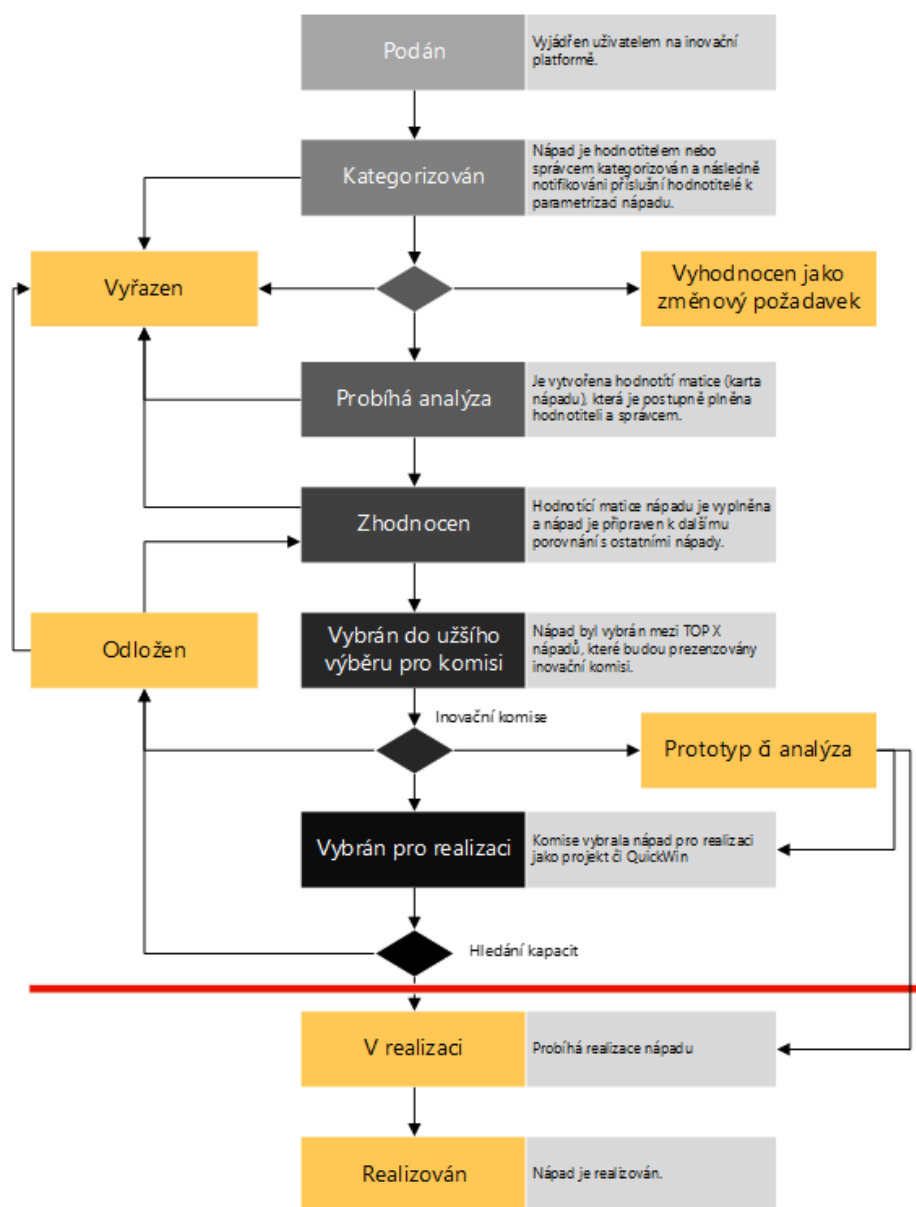 Podán
Vyjádřen uživatelem na inovační
platformě.
Kategorizován
Nápad je hodnotitelem nebo
správcem kategorizován a následně
notifikováni příslušní hodnotitelé k
parametrizaci nápadu.
Vyřazen
Vyhodnocen jako
změnový požadavek
Probíhá analýza
Je vytvořena hodnotítí matice (karta
nápadu), která je postupně plněna
hodnotiteli a správcem.
Zhodnocen
Hodnotící matice nápadu je vyplněna
a nápad je připraven k dalšímu
porovnání s ostatními nápady.
Odložen
Vybrán do užšího
výběru pro komisi
Nápad byl vybrán mezi TOP X
nápadů, které budou prezenzovány
inovační komisi.
Inovační komise
Prototyp či analýza
Vybrán pro realizaci
Komise vybrala nápad pro realizaci
jako projekt či QuickWin
Hledání kapacit
V realizaci
Probíhá realizace nápadu
Realizován
Nápad je realizován.